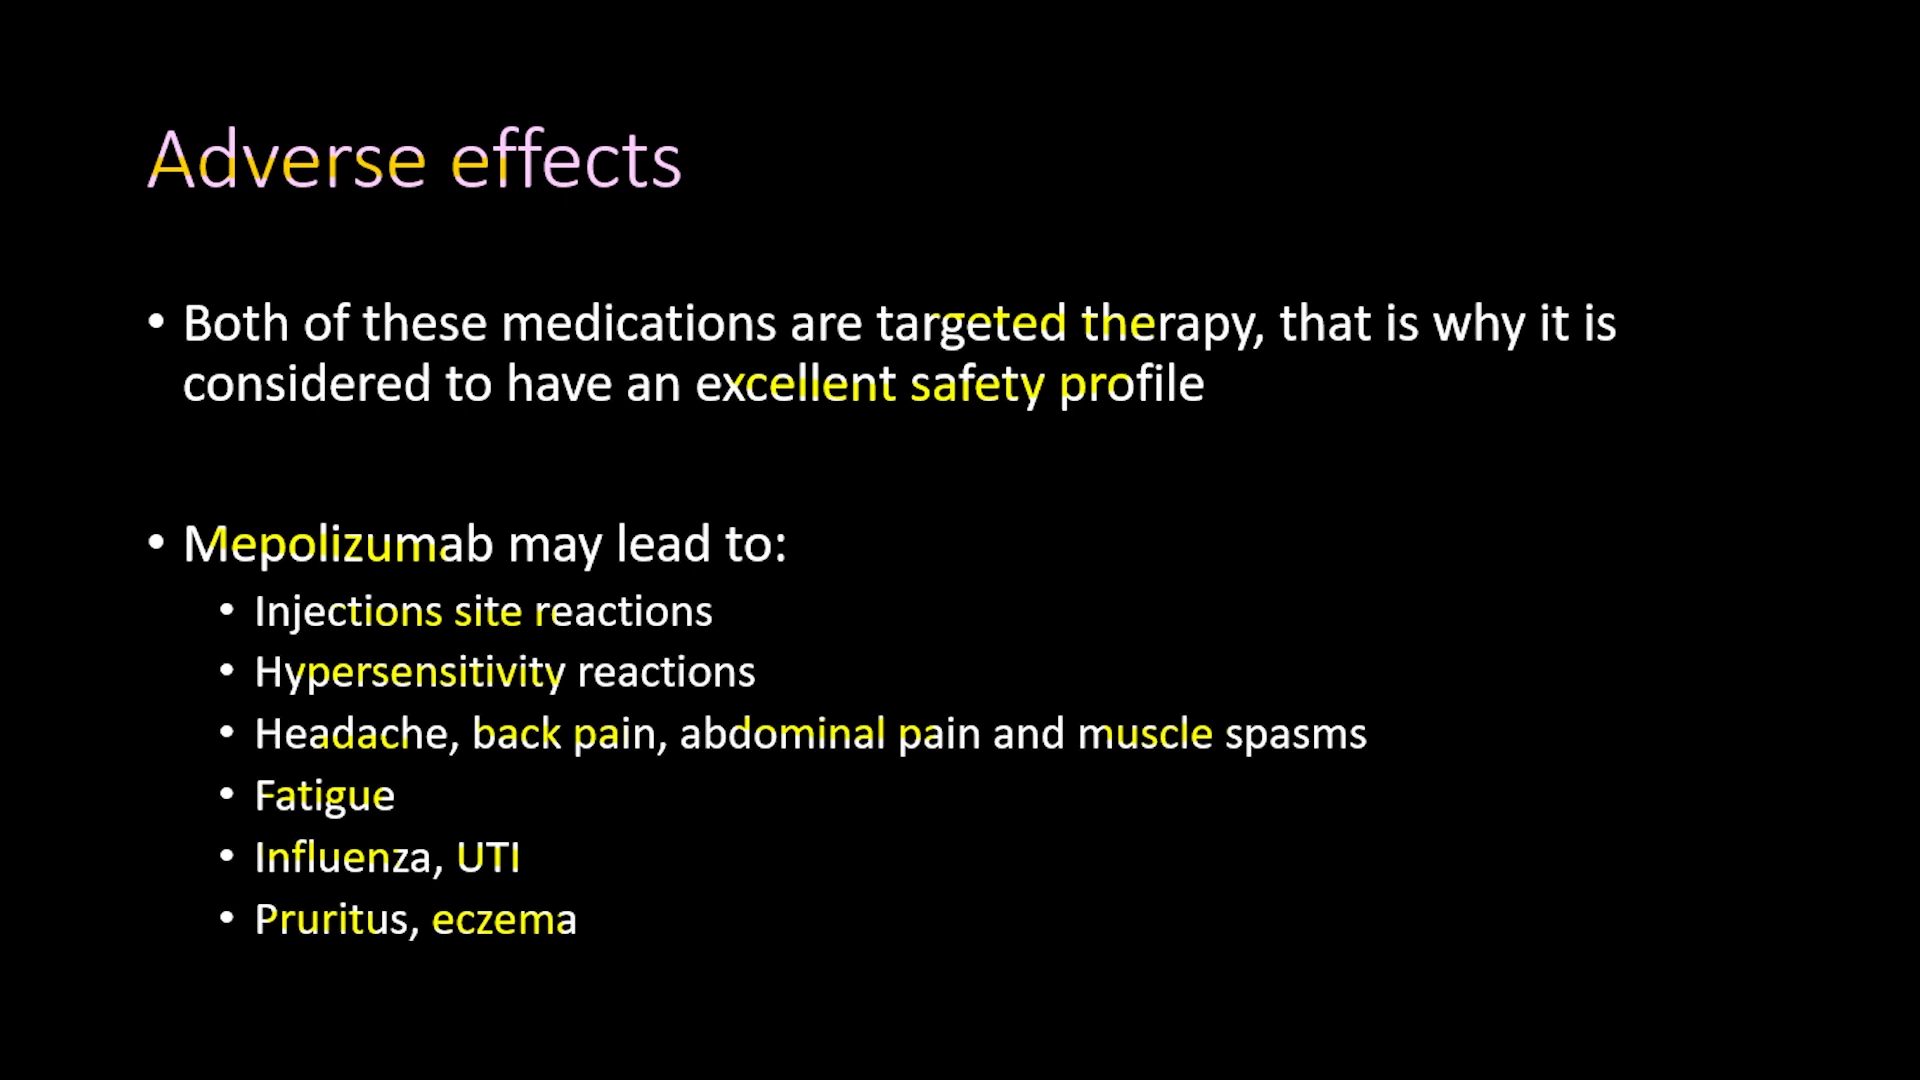 Adverse effects
• Both of these medications are targeted therapy, that is why it is
considered to have an excellent safety profile
• Mepolizumab may lead to:
• Injections site reactions
• Hypersensitivity reactions
• Headache, back pain, abdominal pain and muscle spasms
• Fatigue
• Influenza, UTI
• Pruritus, eczema